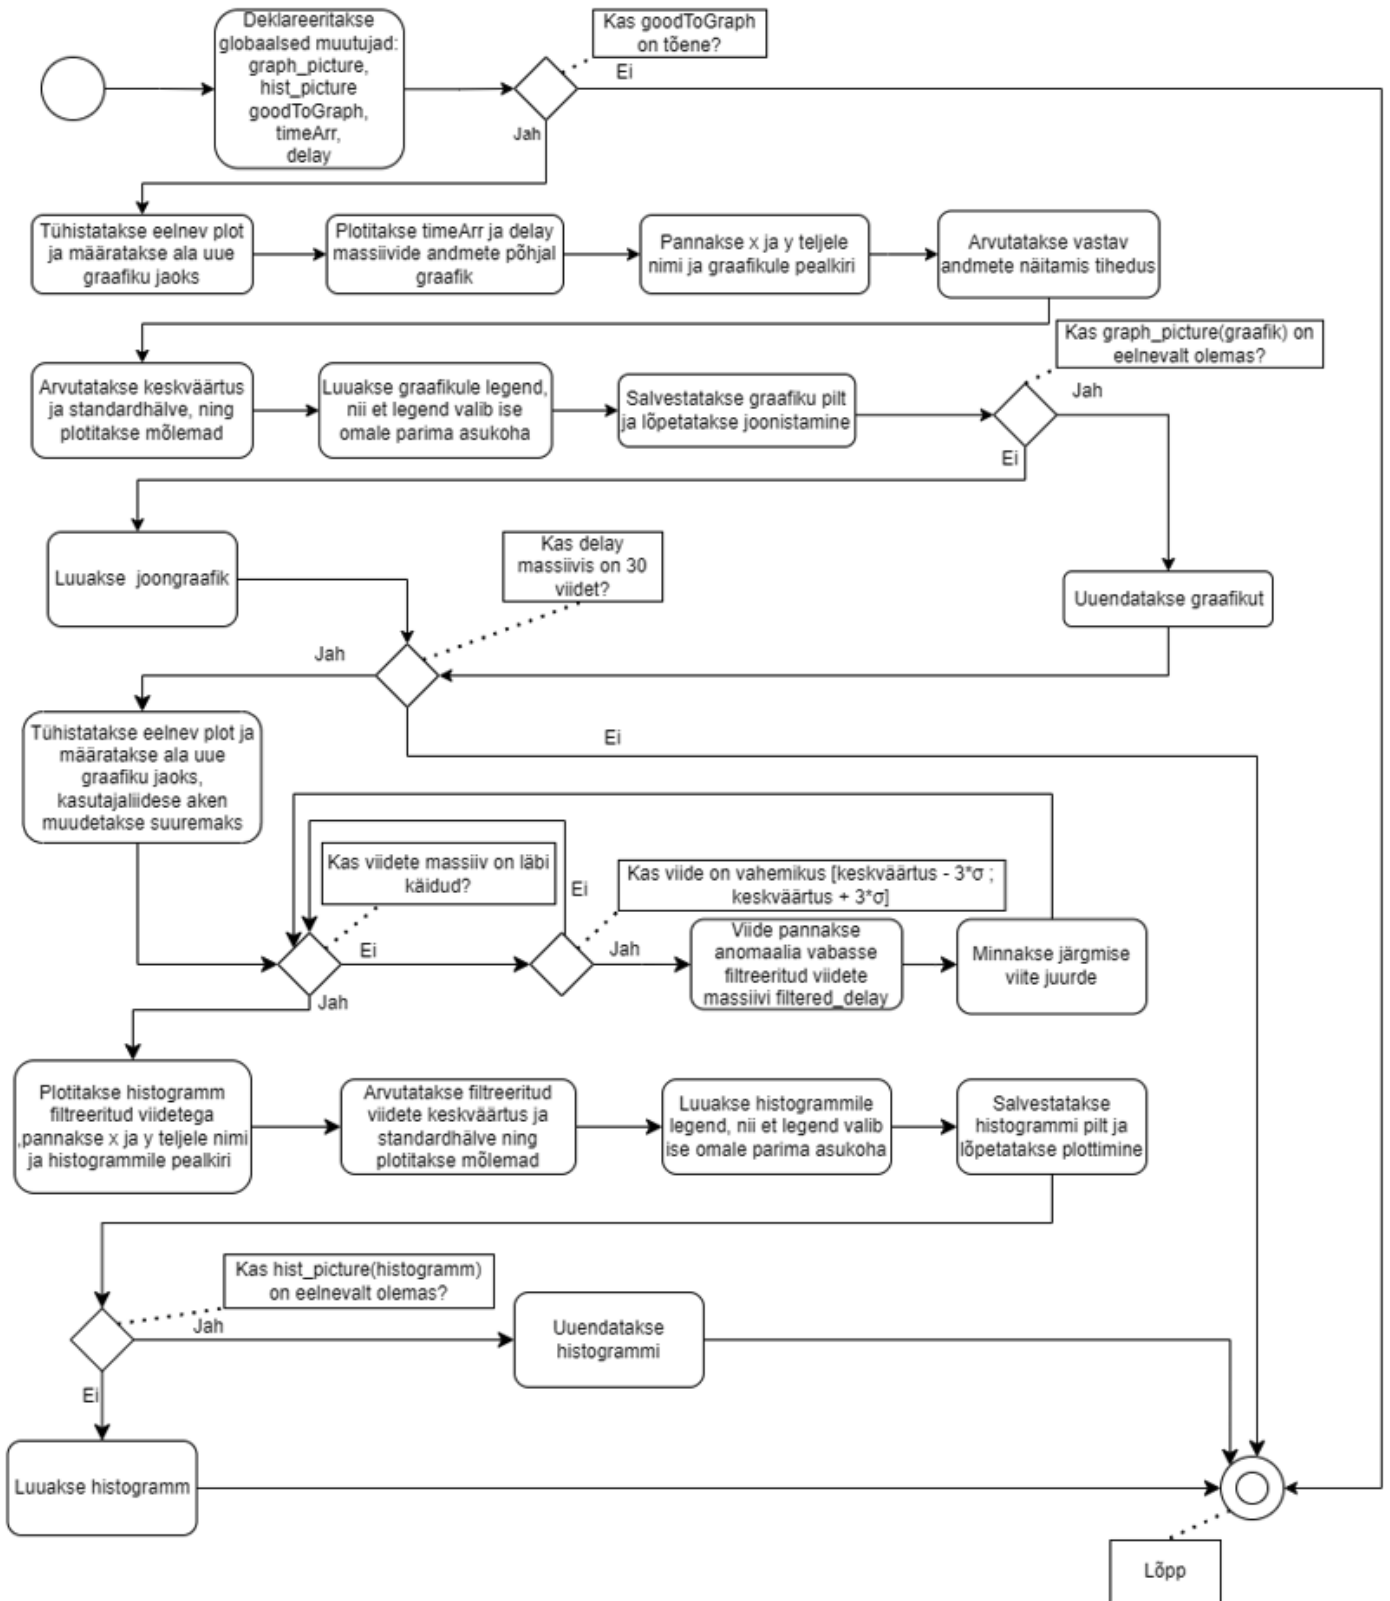 Deklareeritakse
globaalsed muutujad:
graph_picture,
hist_picture
goodToGraph,
timeArr,
delay
Kas goodToGraph
on tõene?
Ei
Jah
Tühistatakse eelnev plot
ja määratakse ala uue
graafiku jaoks
Plotitakse timeArr ja delay
massiivide andmete põhjal
graafik
Pannakse x ja y teljele
nimi ja graafikule pealkiri
Arvutatakse vastav
andmete näitamis tihedus
Kas graph_picture(graafik) on
eelnevalt olemas?
Arvutatakse keskväärtus
ja standardhälve, ning
plotitakse mõlemad
Luuakse graafikule legend,
nii et legend valib ise
omale parima asukoha
Salvestatakse graafiku pilt
ja lõpetatakse joonistamine
Jah
Ei
Luuakse joongraafik
Kas delay
massiivis on 30
viidet?
Uuendatakse graafikut
Jah
Ei
Tühistatakse eelnev plot ja
määratakse ala uue
graafiku jaoks,
kasutajaliidese aken
muudetakse suuremaks
Kas viidete massiiv on läbi
käidud?
Ei
Kas viide on vahemikus [keskväärtus - 3*σ ;
keskväärtus + 3*σ]
Ei
Jah
Viide pannakse
anomaalia vabasse
filtreeritud viidete
massiivi filtered_delay
Minnakse järgmise
viite juurde
Jah
Plotitakse histogramm
filtreeritud viidetega
,pannakse x ja y teljele nimi
ja histogrammile pealkiri
Arvutatakse filtreeritud
viidete keskväärtus ja
standardhälve ning
plotitakse mõlemad
Luuakse histogrammile
legend, nii et legend valib
ise omale parima asukoha
Salvestatakse
histogrammi pilt ja
lõpetatakse plottimine
Kas hist_picture(histogramm)
on eelnevalt olemas?
Jah
Uuendatakse
histogrammi
Ei
Luuakse histogramm
Lõpp